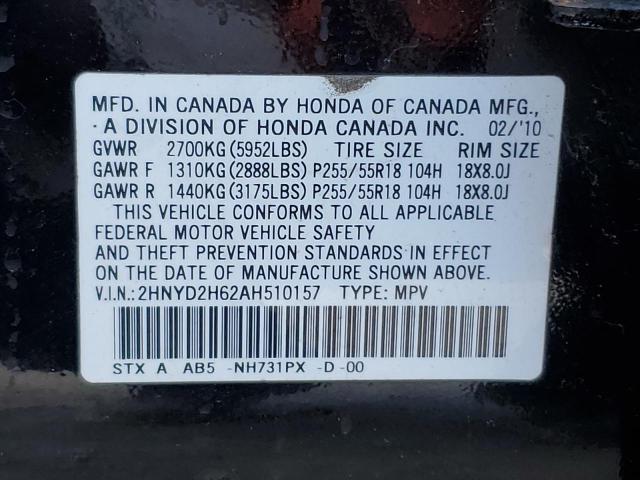 MFD. IN CANADA BY HONDA OF CANADA MFG.,
· A DIVISION OF HONDA CANADA INC. 02/'10
GVWR 2700KG(5952LBS) TIRE SIZE RIM SIZE
GAWR F 1310KG(2888LBS) P255/55R18 104H 18X8.0J
GAWR R 1440KG(3175LBS) P255/55R18 104H 18X8.0J
THIS VEHICLE CONFORMS TO ALL APPLICABLE
FEDERAL MOTOR VEHICLE SAFETY
AND THEFT PREVENTION STANDARDS IN EFFECT
ON THE DATE OF MANUFACTURE SHOWN ABOVE.
V.I.N.:2HNYD2H62AH510157 TYPE: MPV
STX A AB5 -NH731PX -D -00